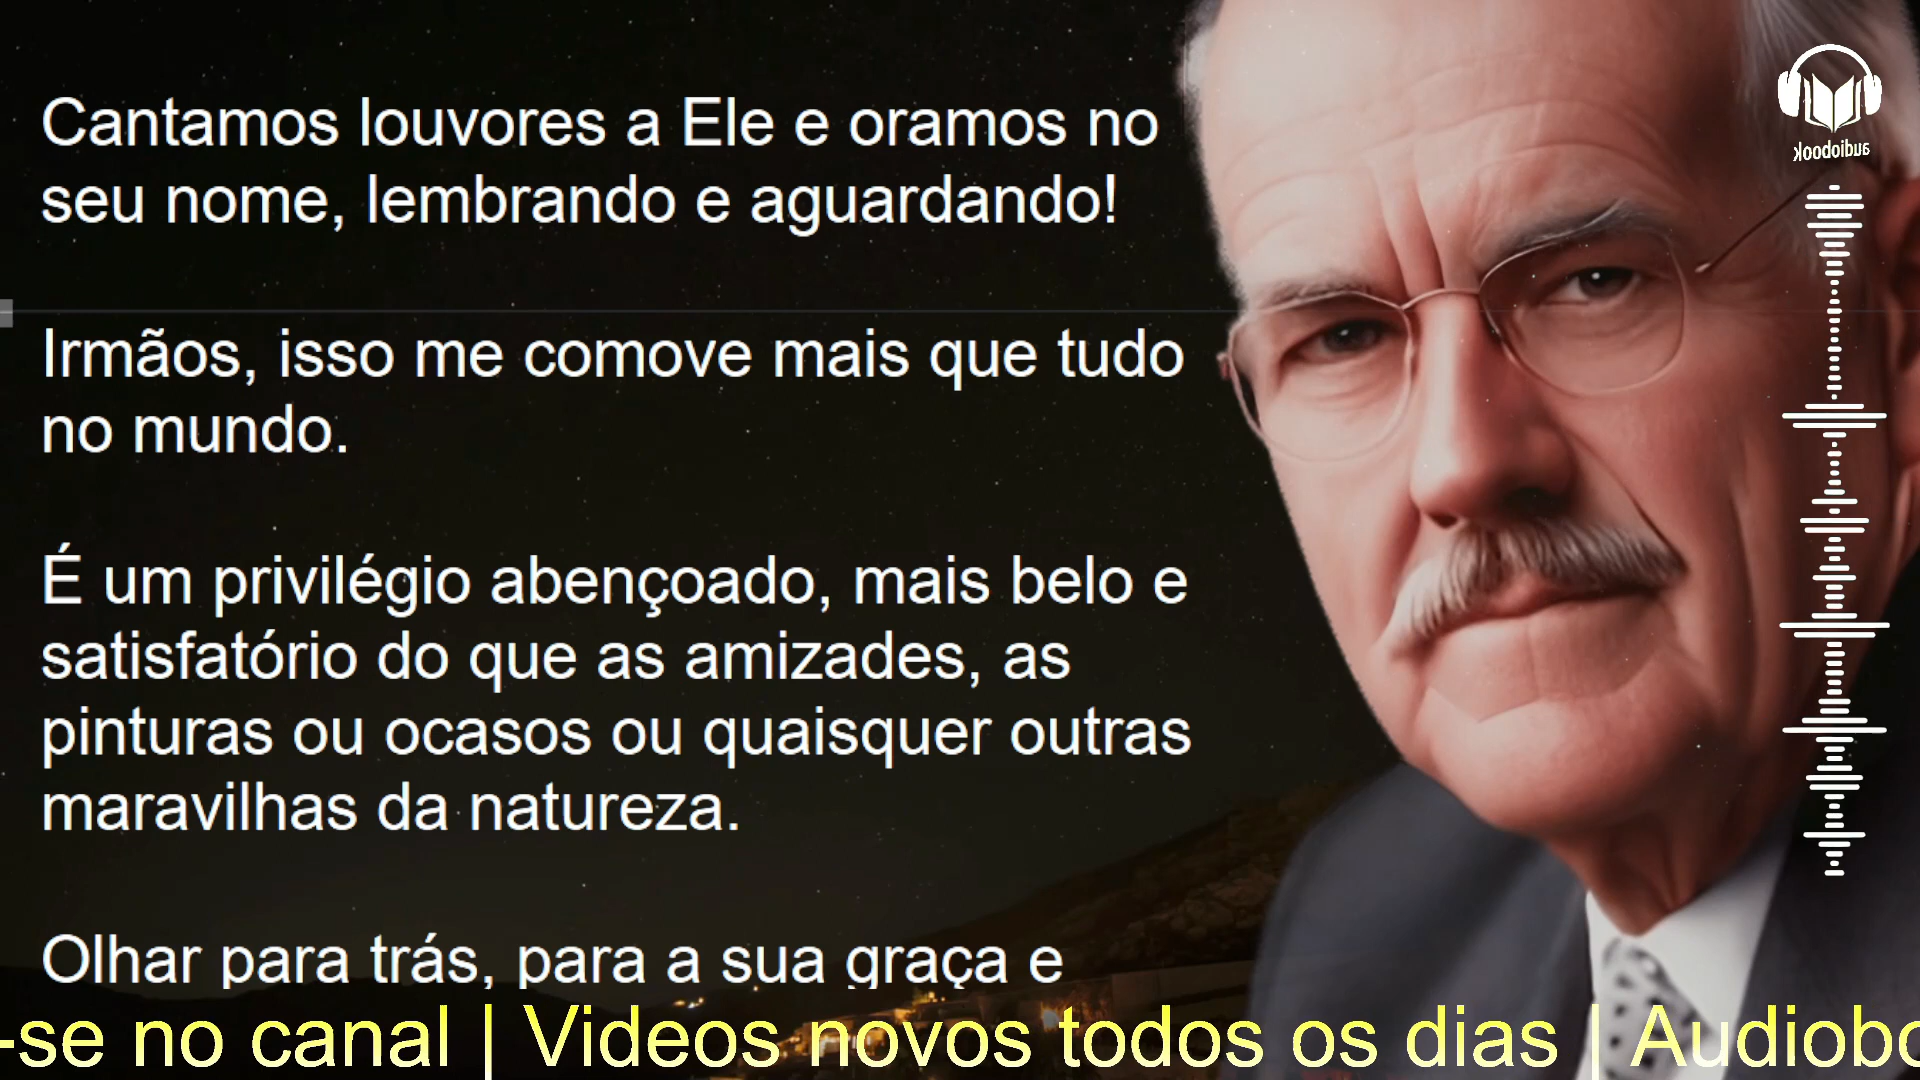 Cantamos louvores a Ele e oramos no
seu nome, lembrando e aguardando!
Irmãos, isso me comove mais que tudo
no mundo.
É um privilégio abençoado, mais belo e
satisfatório do que as amizades, as
pinturas ou ocasos ou quaisquer outras
maravilhas da natureza.
Olhar para trás, para a sua graça e
-se no canal | Videos novos todos os dias | Audiobo
audiobook